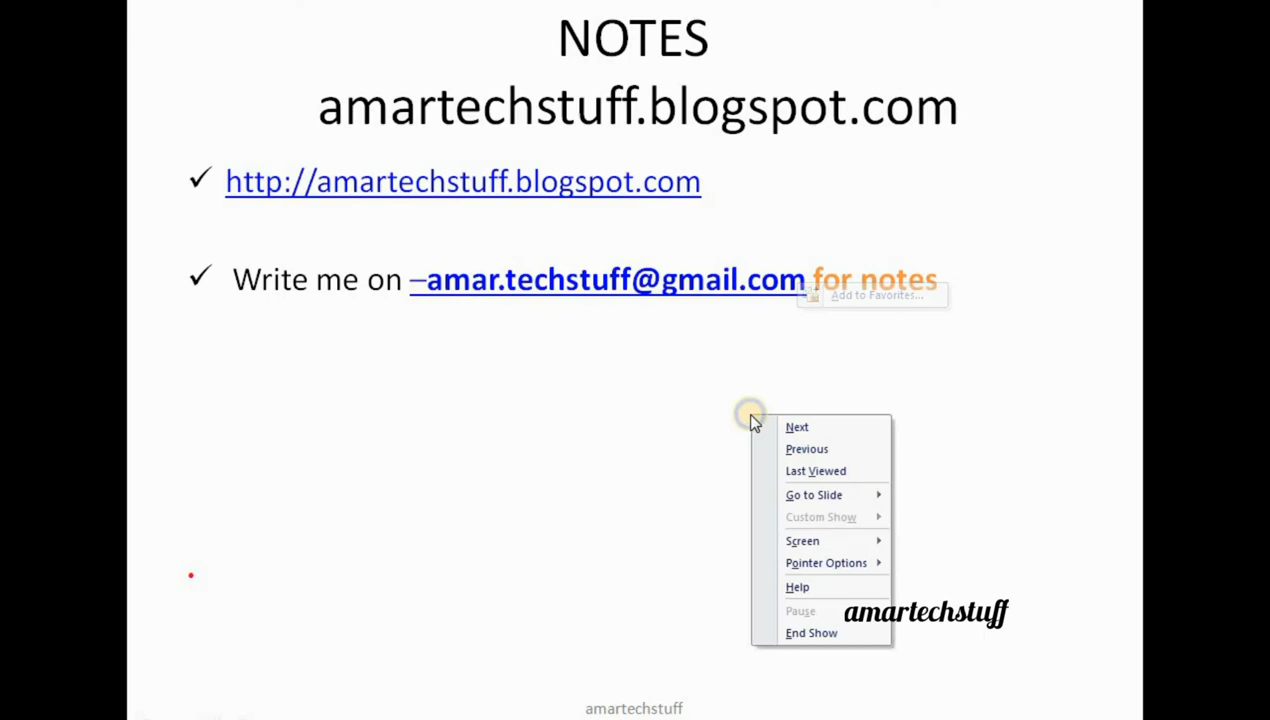 NOTES
amartechstuff.blogspot.com
✓ http://amartechstuff.blogspot.com
✓ Write me on –amar.techstuff@gmail.com for notes
Add to Favorites...
Next
Previous
Last Viewed
Go to Slide
Custom Show
Screen
Pointer Options
Help
Pause
amartechstuff
End Show
amartechstuff